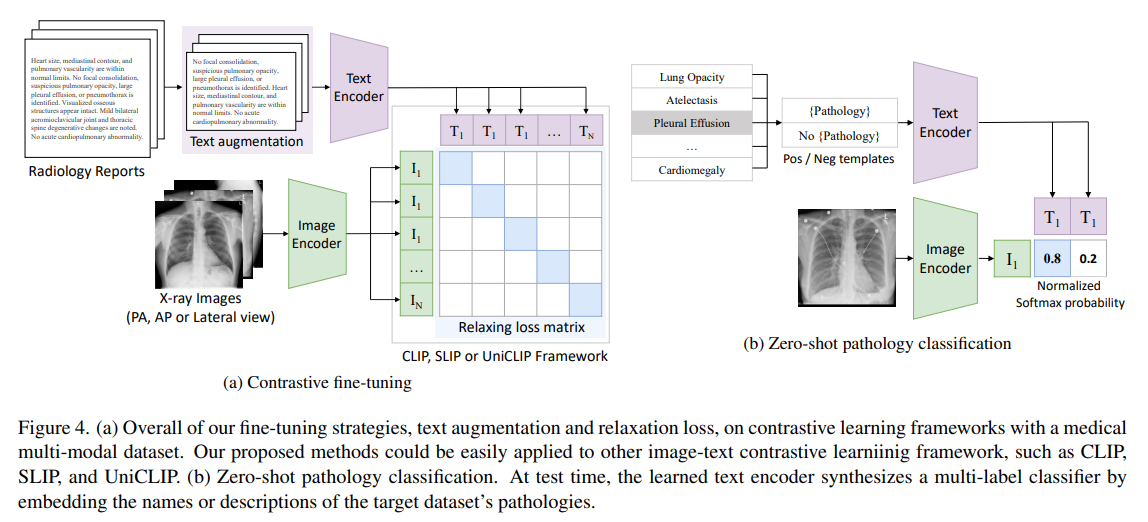 Heart size, mediastinal contour, and
pulmonary vascularity are within
normal limits. No focal consolidation,
suspicious pulmonary opacity, large
pleural effusion, or pneumothorax is
identified. Visualized osseous
structures appear intact. Mild bilateral
acromioclavicular joint and thoracic
spine degenerative changes are noted.
No acute cardiopulmonary abnormality.
Radiology Reports
No focal consolidation,
suspicious pulmonary opacity,
large pleural effusion, or
pneumothorax is identified. Heart
size, mediastinal contour, and
pulmonary vascularity are within
normal limits. No acute
cardiopulmonary abnormality.
Text augmentation
Text
Encoder
T1 T1 T1 … TN
I1
I1
I1
…
IN
Image
Encoder
X-ray Images
(PA, AP or Lateral view)
Relaxing loss matrix
CLIP, SLIP or UniCLIP Framework
(a) Contrastive fine-tuning
Lung Opacity
Atelectasis
Pleural Effusion
…
Cardiomegaly
{Pathology}
No {Pathology}
Pos / Neg templates
Text
Encoder
Image
Encoder
T1 T1
I1 0.8 0.2
Normalized
Softmax probability
(b) Zero-shot pathology classification
Figure 4. (a) Overall of our fine-tuning strategies, text augmentation and relaxation loss, on contrastive learning frameworks with a medical
multi-modal dataset. Our proposed methods could be easily applied to other image-text contrastive learniinig framework, such as CLIP,
SLIP, and UniCLIP. (b) Zero-shot pathology classification. At test time, the learned text encoder synthesizes a multi-label classifier by
embedding the names or descriptions of the target dataset's pathologies.